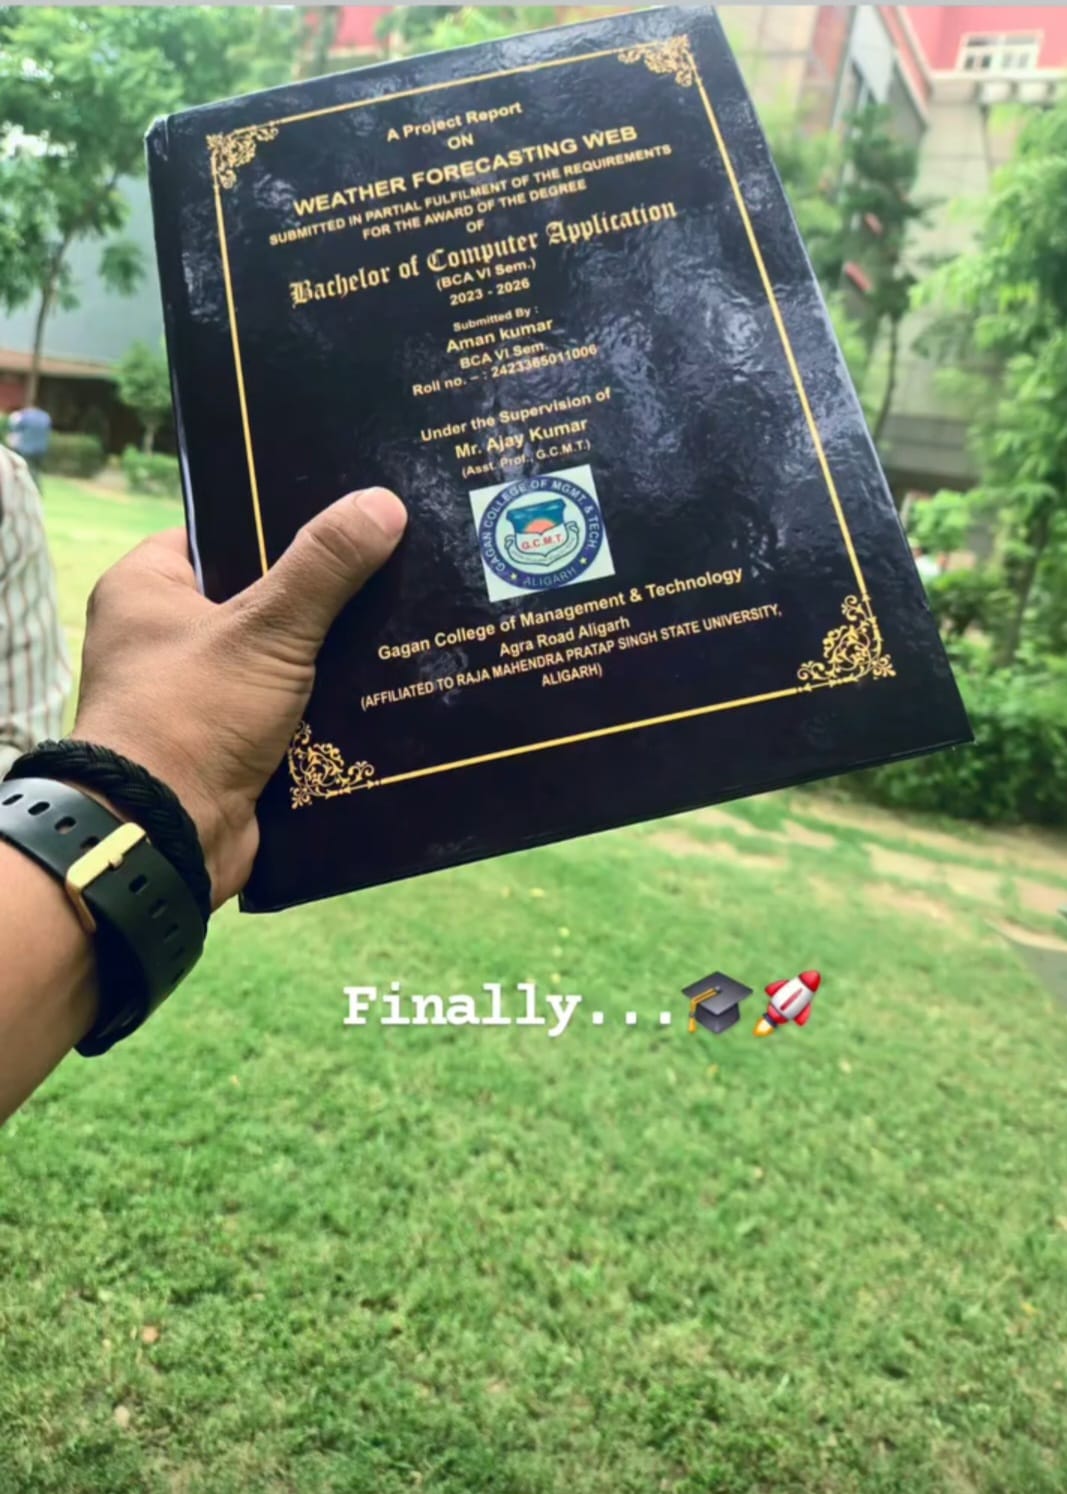 A Project Report
ON
WEATHER FORECASTING WEB
SUBMITTED IN PARTIAL FULFILMENT OF THE REQUIREMENTS
FOR THE AWARD OF THE DEGREE
OF
Bachelor of Computer Application
(BCA VI Sem.)
2023 - 2026
Submitted By :
Aman kumar
BCA VI Sem.
Roll no. – : 2423365011006
Under the Supervision of
Mr. Ajay Kumar
(Asst. Prof., G.C.M.T.)
GAGAN COLLEGE OF MGMT. & TECH.
G.C.M.T.
ALIGARH
Gagan College of Management & Technology
Agra Road Aligarh
(AFFILIATED TO RAJA MAHENDRA PRATAP SINGH STATE UNIVERSITY,
ALIGARH)
Finally...🎓🚀